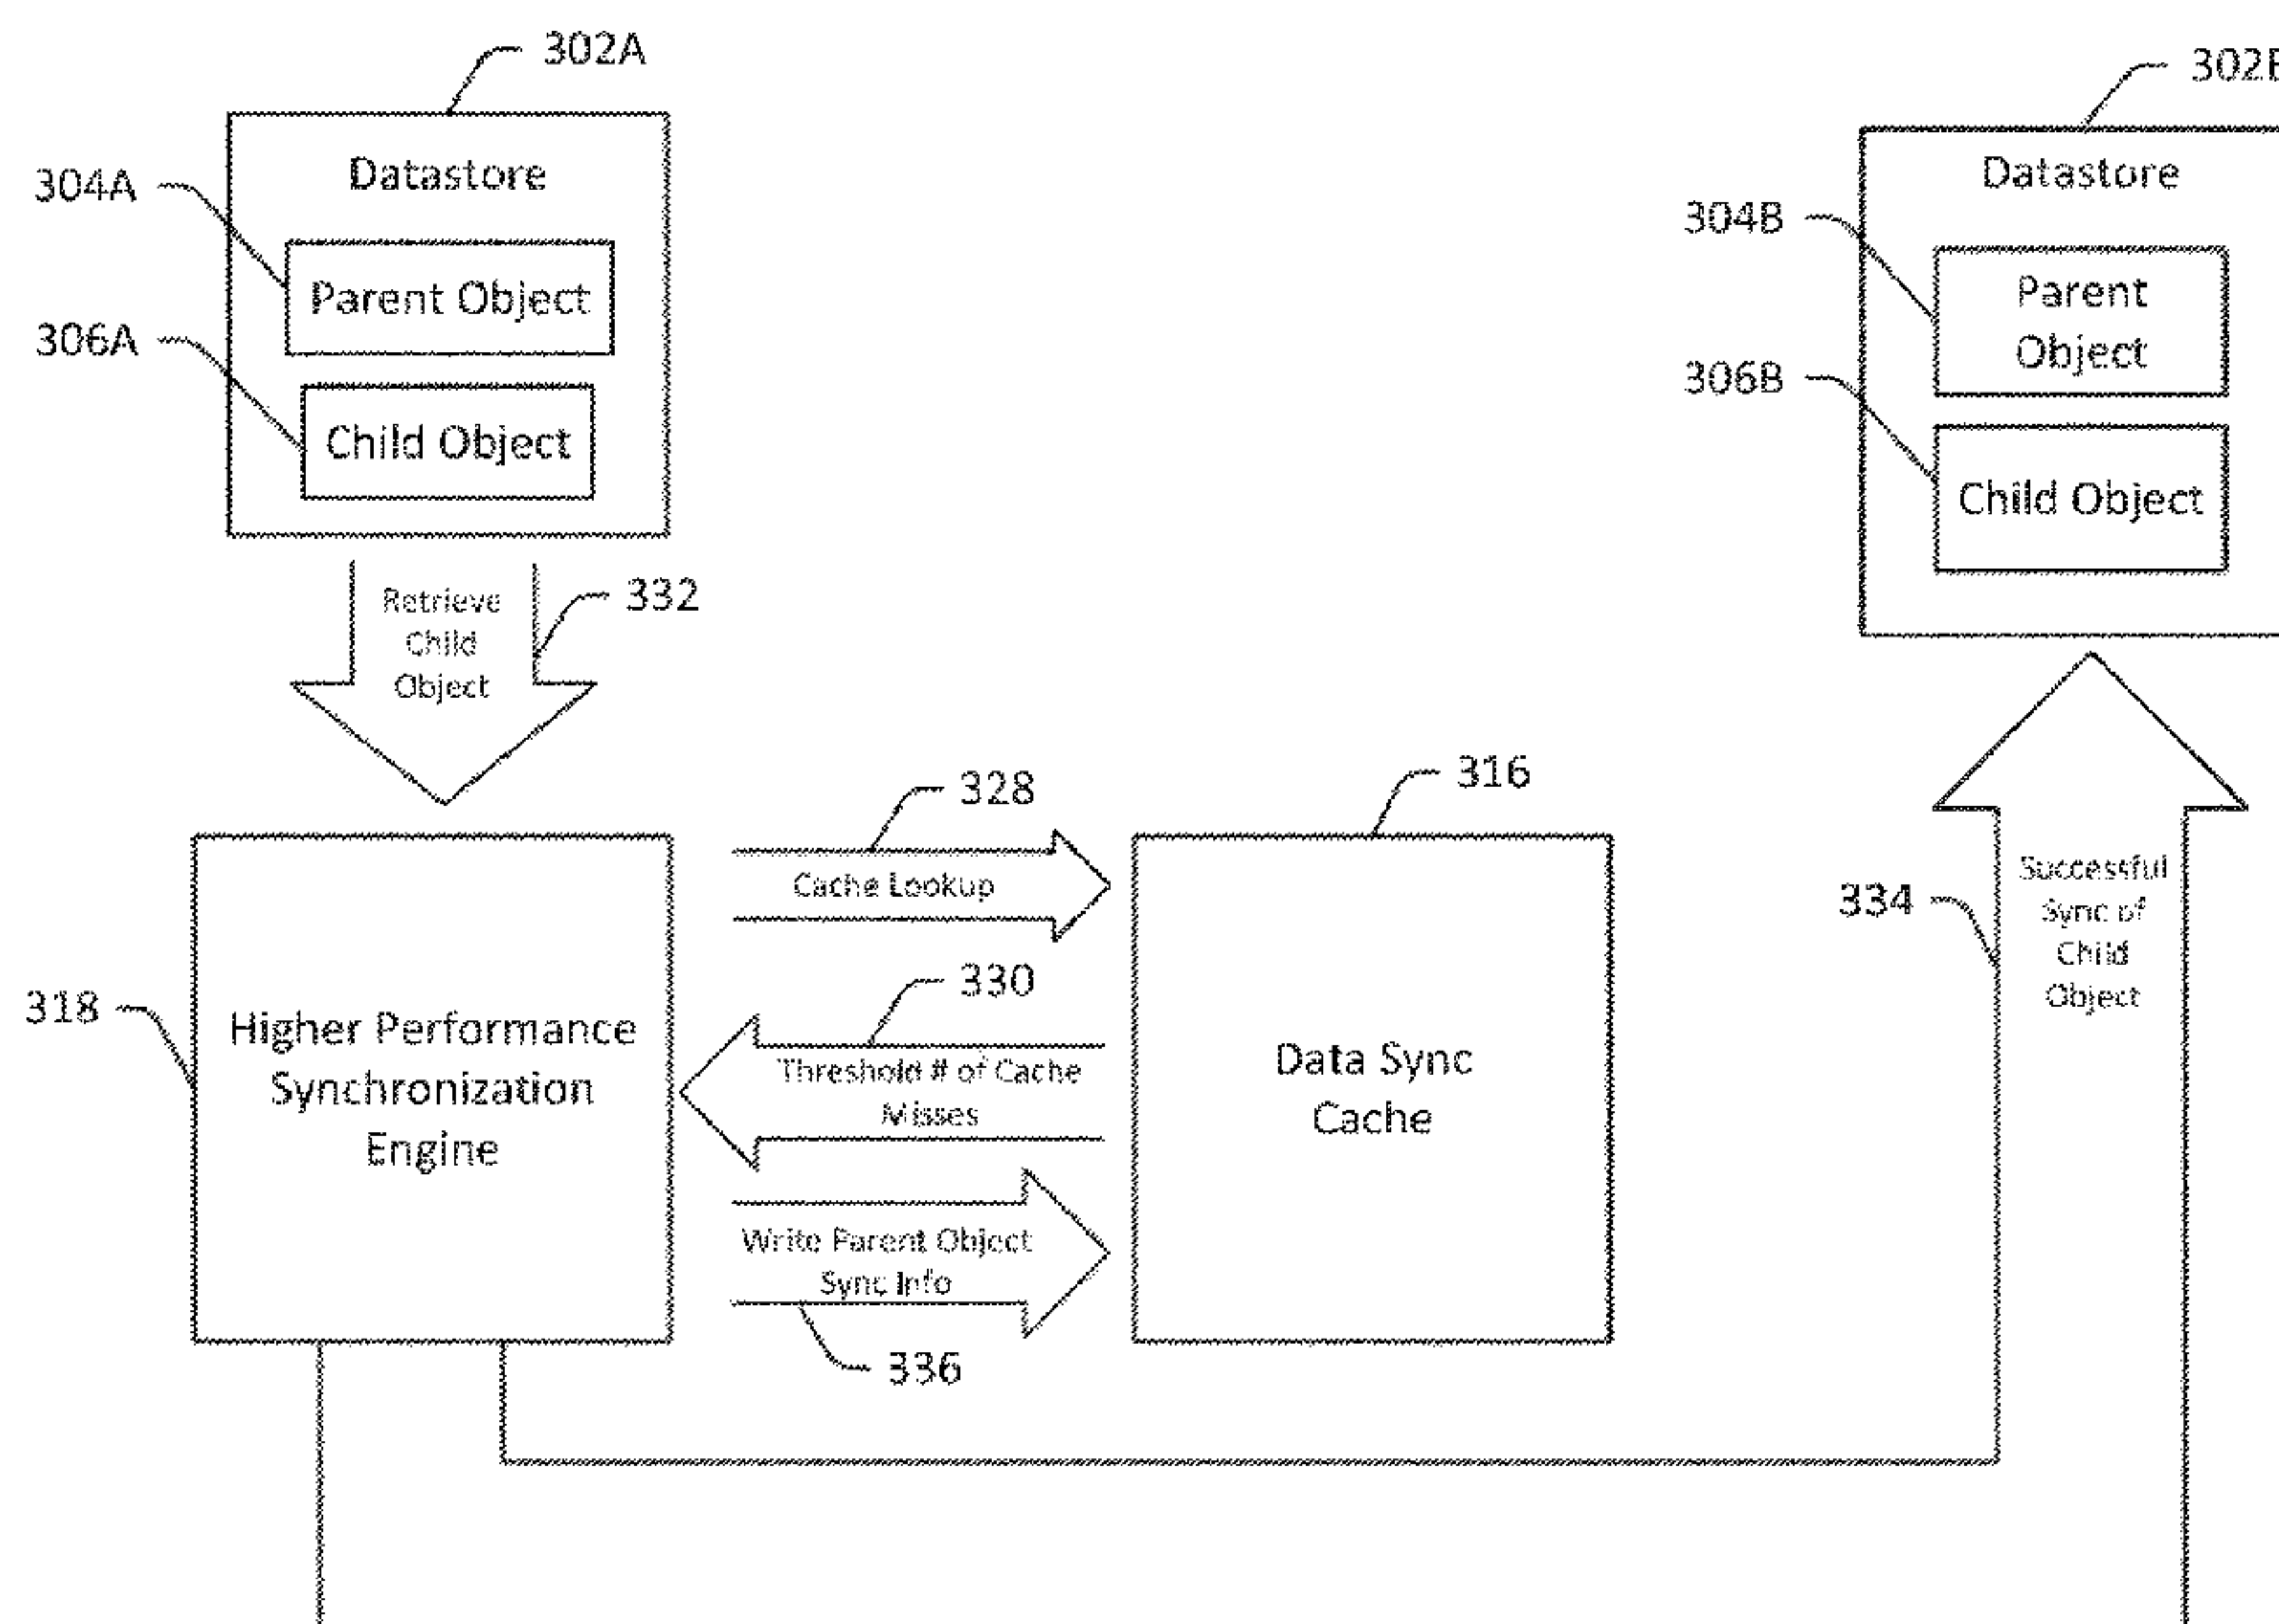 302A
Datastore
304A
Parent Object
306A
Child Object
Retrieve
Child
Object
332
302B
Datastore
304B
Parent
Object
306B
Child Object
328
Cache Lookup
316
318
Higher Performance
Synchronization
Engine
330
Threshold # of Cache
Misses
Data Sync
Cache
Write Parent Object
Sync Info
336
334
Successful
Sync of
Child
Object